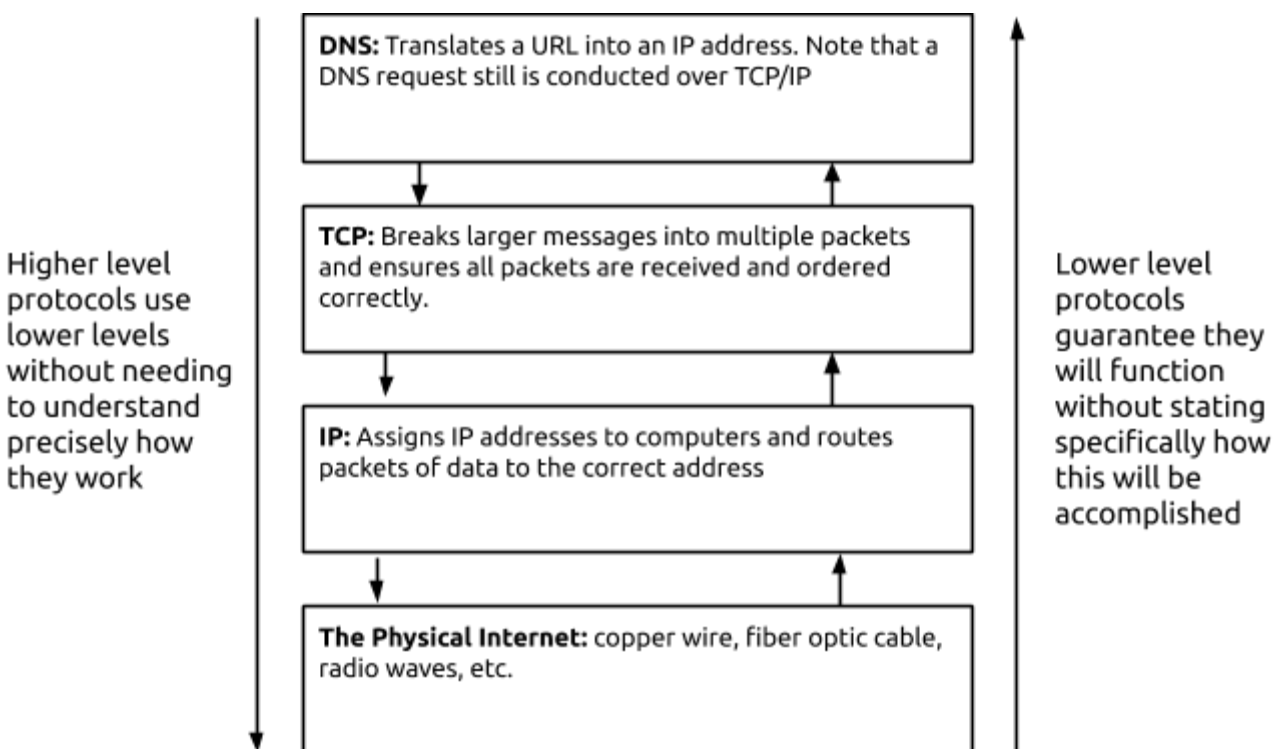 DNS: Translates a URL into an IP address. Note that a
DNS request still is conducted over TCP/IP
TCP: Breaks larger messages into multiple packets
and ensures all packets are received and ordered
correctly.
Higher level
protocols use
lower levels
without needing
to understand
precisely how
they work
Lower level
protocols
guarantee they
will function
without stating
specifically how
this will be
accomplished
IP: Assigns IP addresses to computers and routes
packets of data to the correct address
The Physical Internet: copper wire, fiber optic cable,
radio waves, etc.